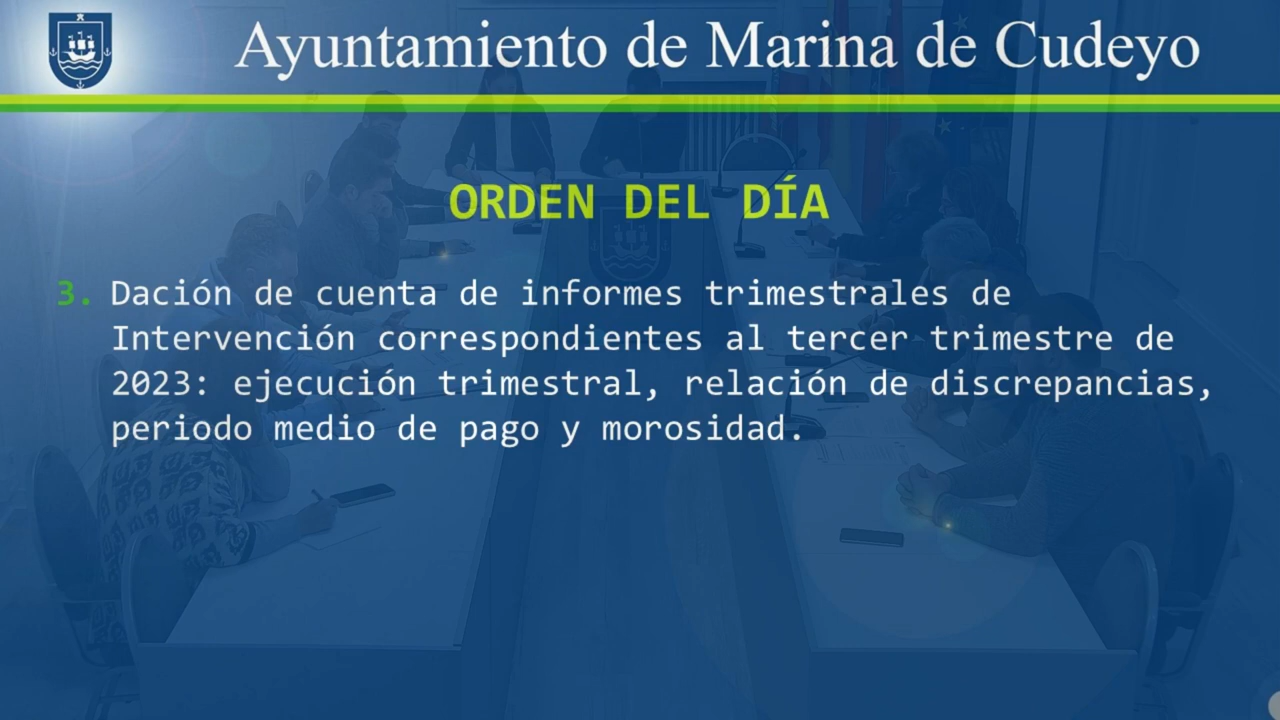 Ayuntamiento de Marina de Cudeyo
ORDEN DEL DÍA
3. Dación de cuenta de informes trimestrales de
Intervención correspondientes al tercer trimestre de
2023: ejecución trimestral, relación de discrepancias,
periodo medio de pago y morosidad.